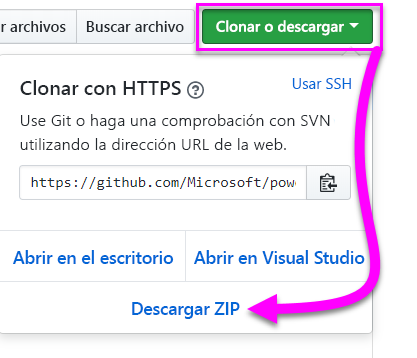 r archivos Buscar archivo Clonar o descargar
Clonar con HTTPS ? Usar SSH
Use Git o haga una comprobación con SVN
utilizando la dirección URL de la web.
https://github.com/Microsoft/pow
Abrir en el escritorio Abrir en Visual Studio
Descargar ZIP